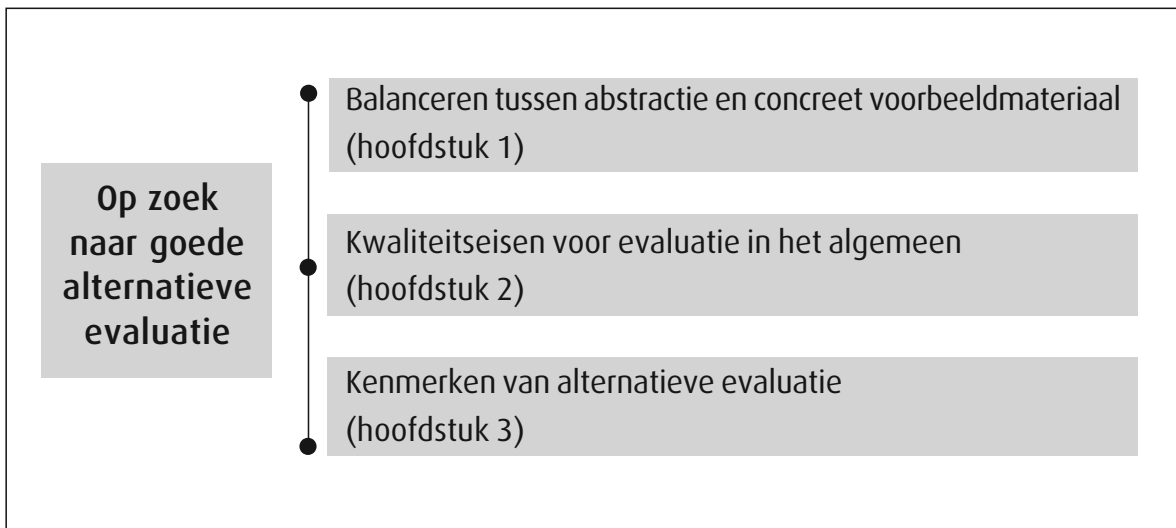 Op zoek
naar goede
alternatieve
evaluatie
Balanceren tussen abstractie en concreet voorbeeldmateriaal
(hoofdstuk 1)
Kwaliteitseisen voor evaluatie in het algemeen
(hoofdstuk 2)
Kenmerken van alternatieve evaluatie
(hoofdstuk 3)